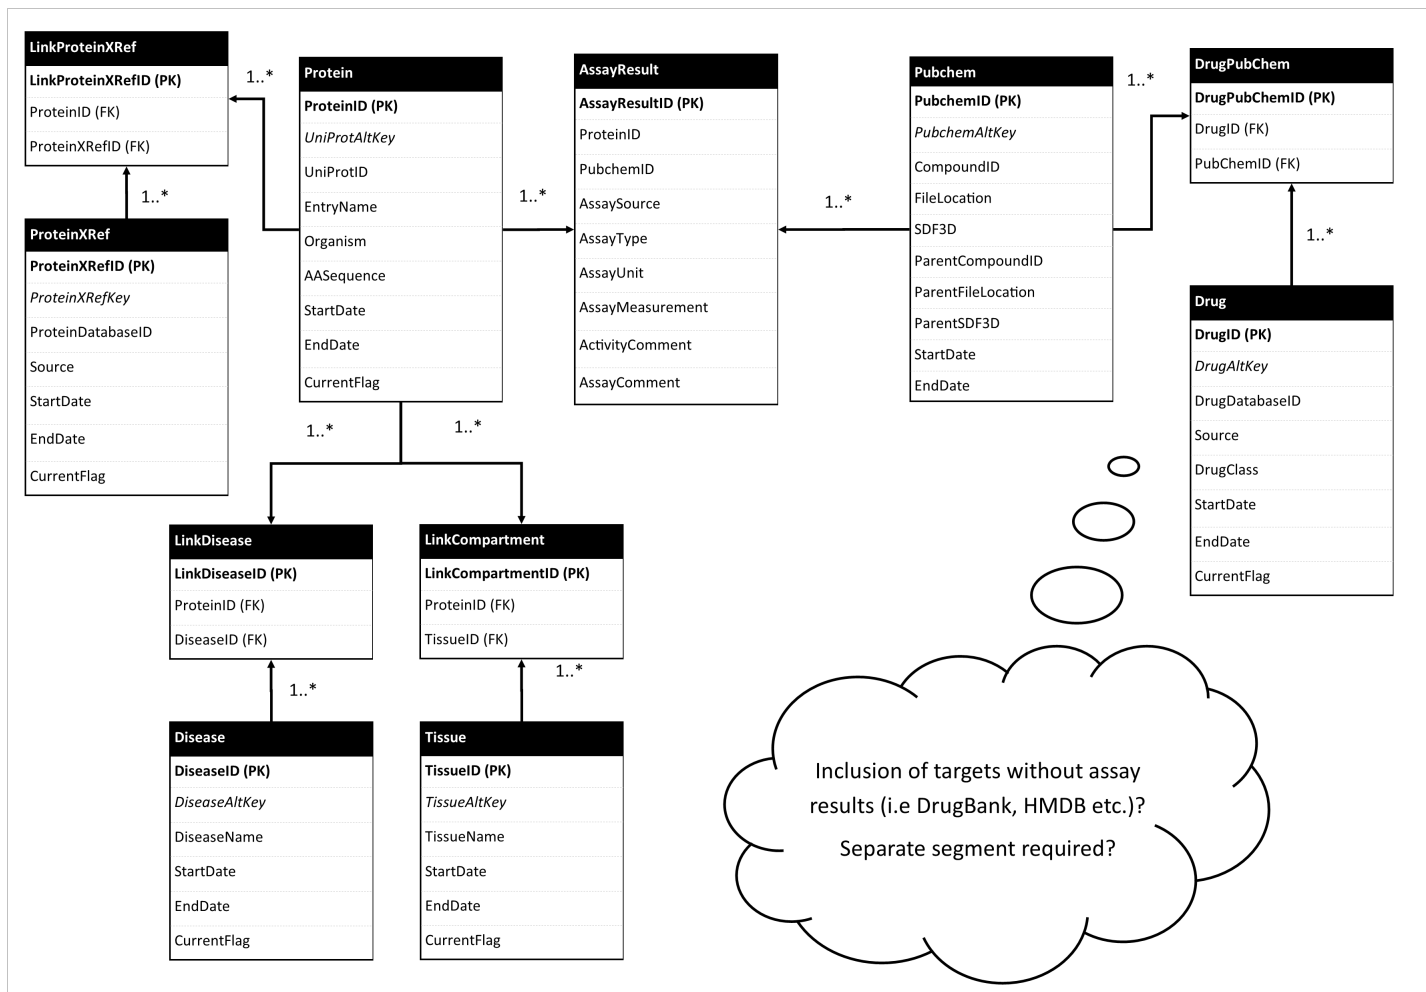 LinkProteinXRef
LinkProteinXRefID (PK)
ProteinID (FK)
ProteinXRefID (FK)
1..*
1..*
ProteinXRef
ProteinXRefID (PK)
ProteinXRefKey
ProteinDatabaseID
Source
StartDate
EndDate
CurrentFlag
Protein
ProteinID (PK)
UniProtAltKey
UniProtID
EntryName
Organism
AASequence
StartDate
EndDate
CurrentFlag
1..*
1..*
1..*
AssayResult
AssayResultID (PK)
ProteinID
PubchemID
AssaySource
AssayType
AssayUnit
AssayMeasurement
ActivityComment
AssayComment
1..*
Pubchem
PubchemID (PK)
PubchemAltKey
CompoundID
FileLocation
SDF3D
ParentCompoundID
ParentFileLocation
ParentSDF3D
StartDate
EndDate
1..*
DrugPubChem
DrugPubChemID (PK)
DrugID (FK)
PubChemID (FK)
1..*
Drug
DrugID (PK)
DrugAltKey
DrugDatabaseID
Source
DrugClass
StartDate
EndDate
CurrentFlag
LinkDisease
LinkDiseaseID (PK)
ProteinID (FK)
DiseaseID (FK)
1..*
Disease
DiseaseID (PK)
DiseaseAltKey
DiseaseName
StartDate
EndDate
CurrentFlag
LinkCompartment
LinkCompartmentID (PK)
ProteinID (FK)
TissueID (FK)
1..*
Tissue
TissueID (PK)
TissueAltKey
TissueName
StartDate
EndDate
CurrentFlag
Inclusion of targets without assay
results (i.e DrugBank, HMDB etc.)?
Separate segment required?